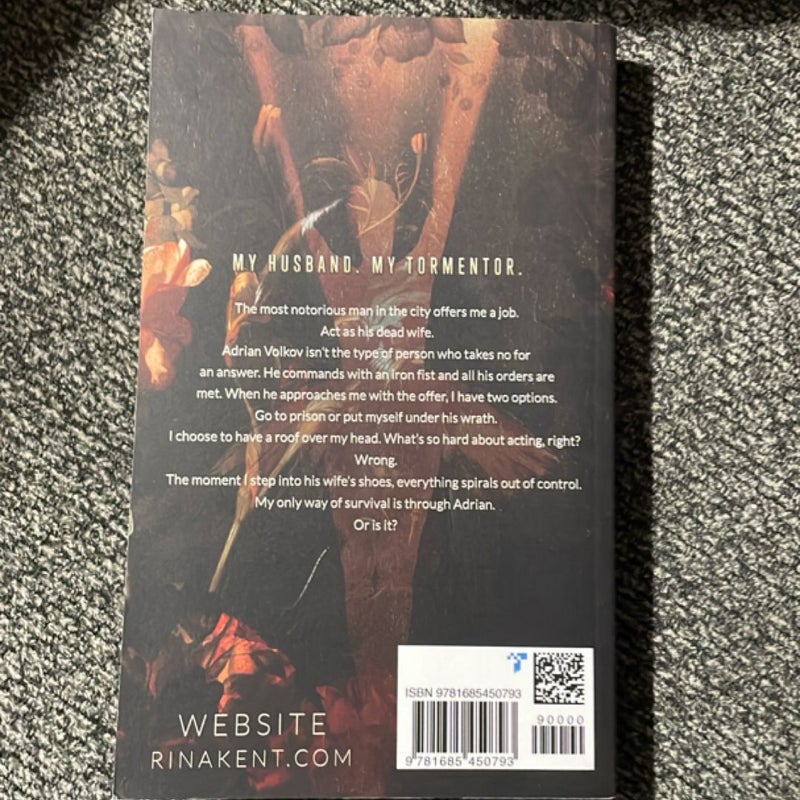 MY HUSBAND. MY TORMENTOR.
The most notorious man in the city offers me a job.
Act as his dead wife.
Adrian Volkov isn't the type of person who takes no for
an answer. He commands with an iron fist and all his orders are
met. When he approaches me with the offer, I have two options.
Go to prison or put myself under his wrath.
I choose to have a roof over my head. What's so hard about acting, right?
Wrong.
The moment I step into his wife's shoes, everything spirals out of control.
My only way of survival is through Adrian.
Or is it?
WEBSITE
RINAKENT.COM
ISBN 9781685450793
90000
9 781685 450793